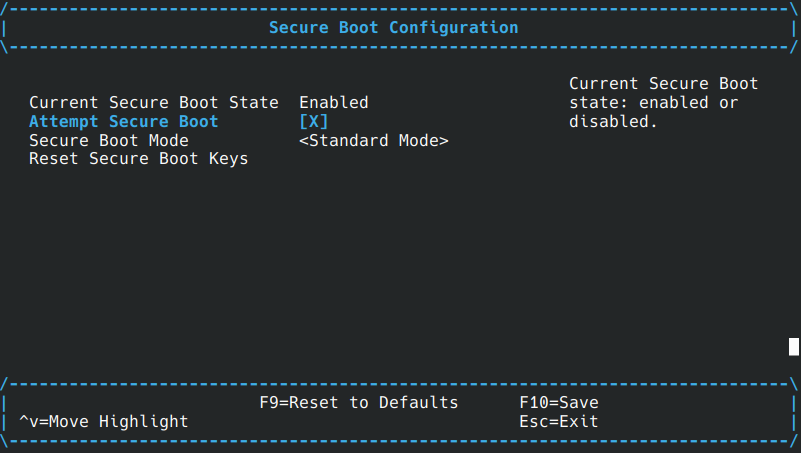 /------------------------------------------------------------------------------\
|                          Secure Boot Configuration                           |
\------------------------------------------------------------------------------/
Current Secure Boot
Current Secure Boot State  Enabled                    state: enabled or
Attempt Secure Boot        [X]                        disabled.
Secure Boot Mode           <Standard Mode>
Reset Secure Boot Keys
/------------------------------------------------------------------------------\
|                         F9=Reset to Defaults      F10=Save                   |
| ^v=Move Highlight                                 Esc=Exit                   |
\------------------------------------------------------------------------------/